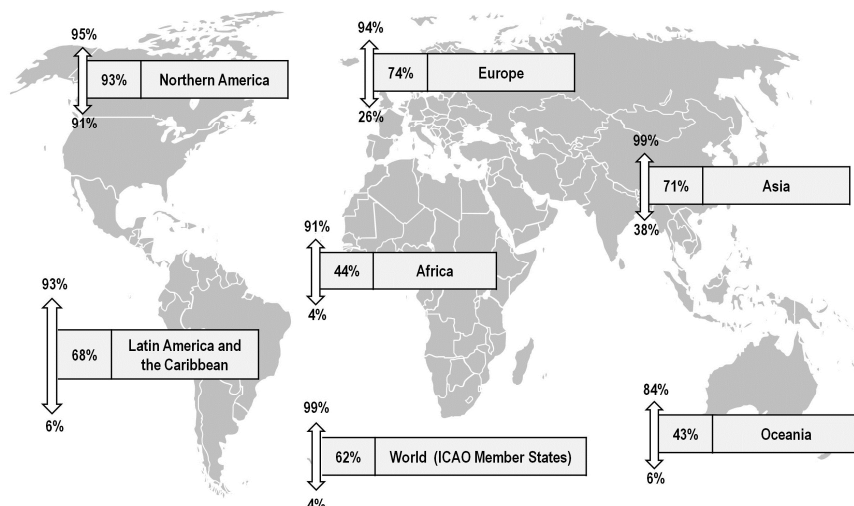 95%
93% Northern America
91%
94%
74% Europe
26%
99%
71% Asia
38%
91%
44% Africa
4%
93%
68% Latin America and
the Caribbean
6%
99%
62% World (ICAO Member States)
4%
84%
43% Oceania
6%